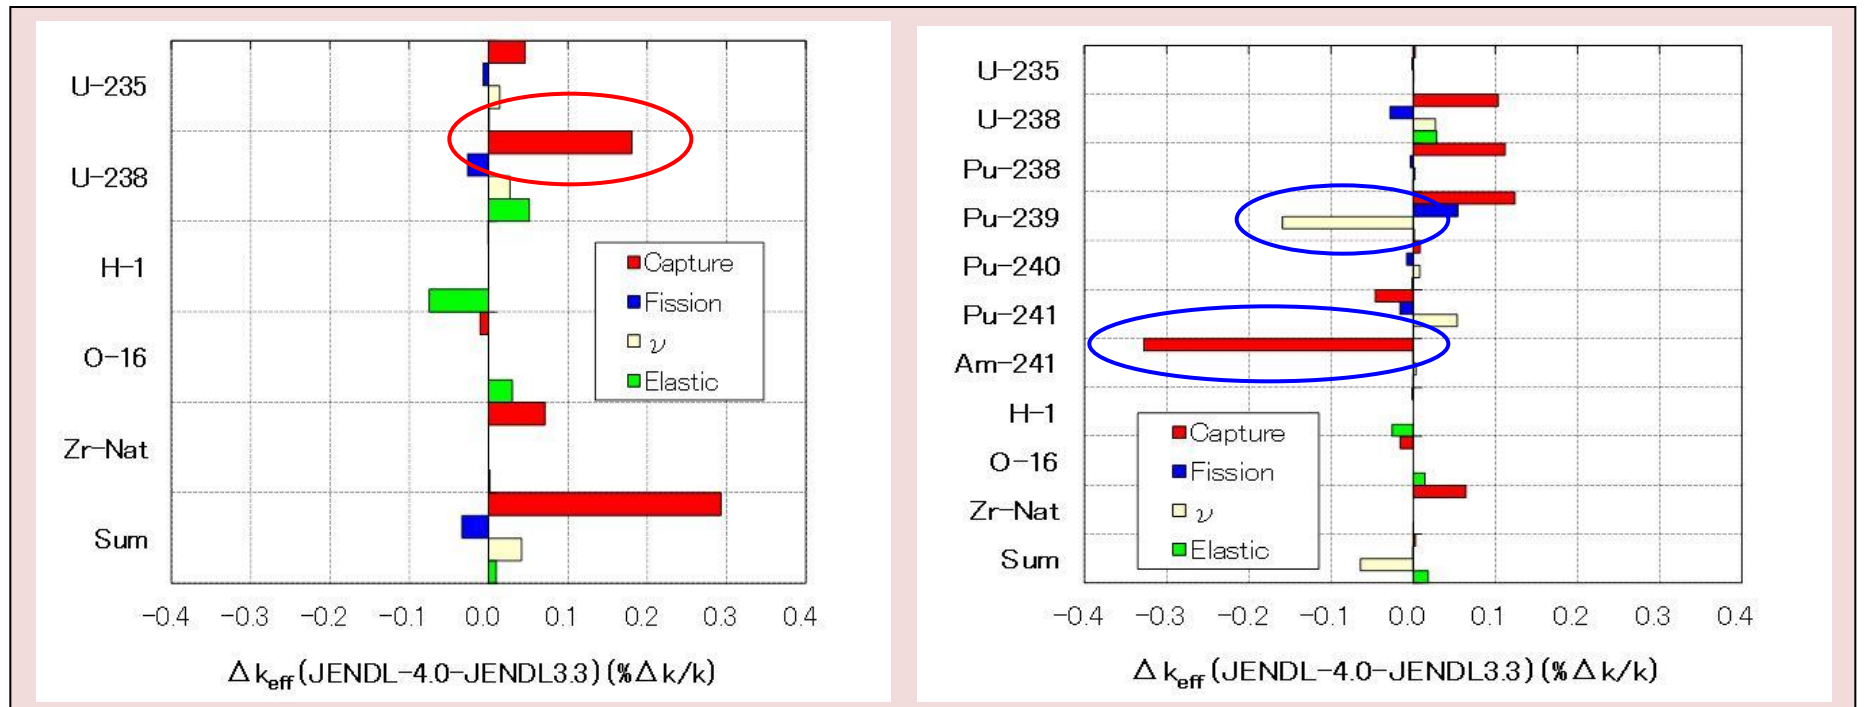 U-235
U-238
H-1
O-16
Zr-Nat
Sum
Capture
Fission
ν
Elastic
-0.4 -0.3 -0.2 -0.1 0.0 0.1 0.2 0.3 0.4
Δkeff(JENDL-4.0-JENDL3.3)(%Δk/k)
U-235
U-238
Pu-238
Pu-239
Pu-240
Pu-241
Am-241
H-1
O-16
Zr-Nat
Sum
Capture
Fission
ν
Elastic
-0.4 -0.3 -0.2 -0.1 0.0 0.1 0.2 0.3 0.4
Δkeff(JENDL-4.0-JENDL3.3)(%Δk/k)